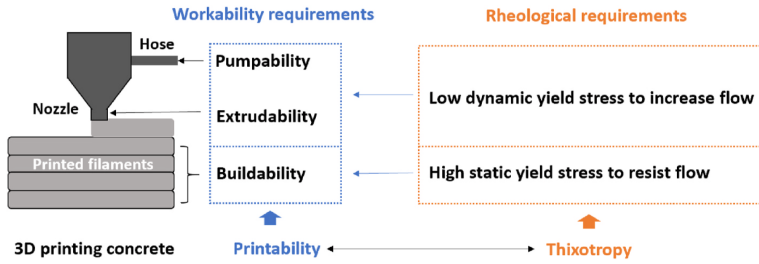 Workability requirements
Rheological requirements
Hose
Pumpability
Low dynamic yield stress to increase flow
Nozzle
Extrudability
Printed filaments
Buildability
High static yield stress to resist flow
3D printing concrete
Printability
Thixotropy